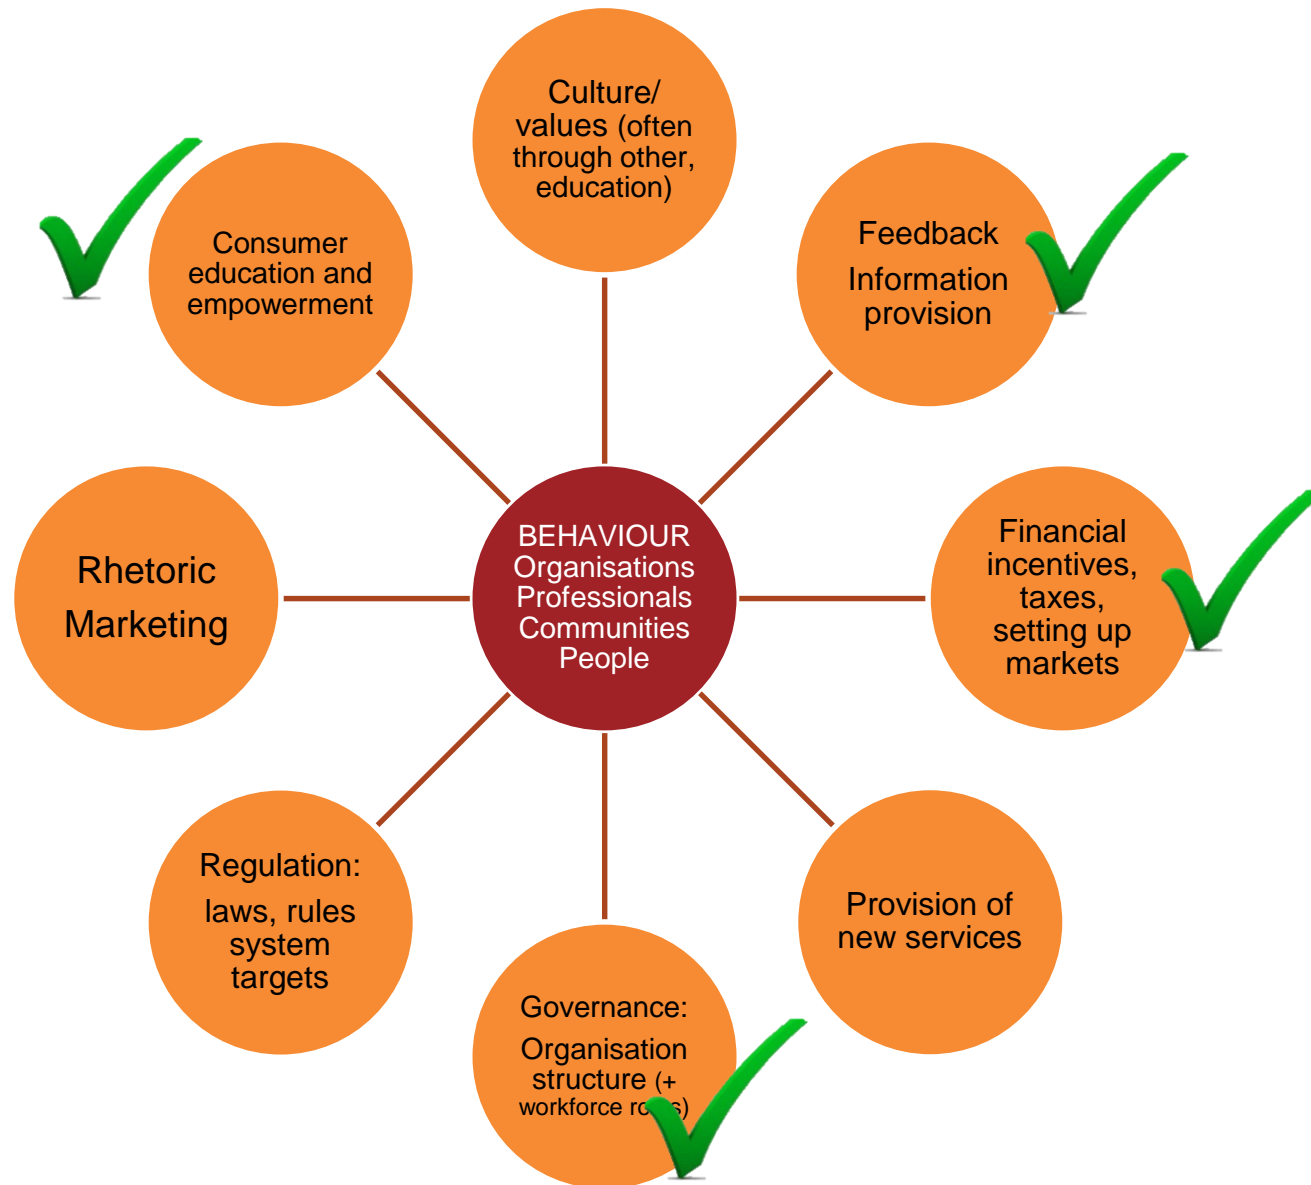 Culture/
values (often
through other,
education)
Feedback
Information
provision
Financial
incentives,
taxes,
setting up
markets
Provision of
new services
Governance:
Organisation
structure (+
workforce
Regulation:
laws, rules
system
targets
Rhetoric
Marketing
Consumer
education and
empowerment
BEHAVIOUR
Organisations
Professionals
Communities
People